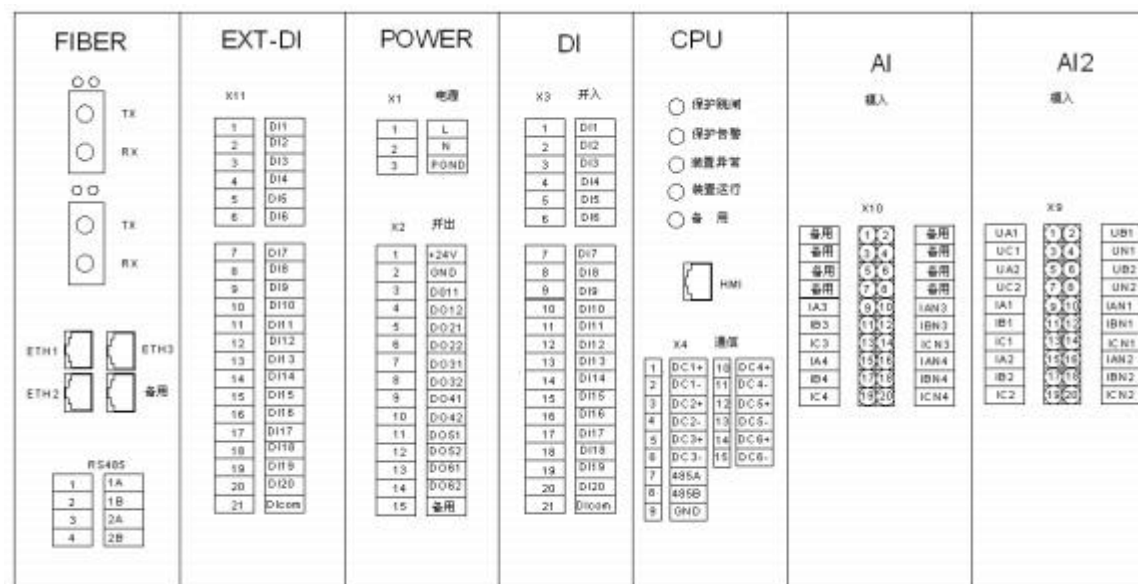 FIBER
TX
RX
TX
RX
ETH1
ETH3
ETH2
备用
RS485
1 1A
2 1B
3 2A
4 2B
EXT-DI
X11
1 DI1
2 DI2
3 DI3
4 DI4
5 DI5
6 DI6
7 DI7
8 DI8
9 DI9
10 DI10
11 DI11
12 DI12
13 DI13
14 DI14
15 DI15
16 DI16
17 DI17
18 DI18
19 DI19
20 DI20
21 DIcom
POWER
X1 电源
1 L
2 N
3 PGND
X2 开出
1 +24V
2 GND
3 DO11
4 DO12
5 DO21
6 DO22
7 DO31
8 DO32
9 DO41
10 DO42
11 DO51
12 DO52
13 DO61
14 DO62
15 备用
DI
X3 开入
1 DI1
2 DI2
3 DI3
4 DI4
5 DI5
6 DI6
7 DI7
8 DI8
9 DI9
10 DI10
11 DI11
12 DI12
13 DI13
14 DI14
15 DI15
16 DI16
17 DI17
18 DI18
19 DI19
20 DI20
21 DIcom
CPU
保护跳闸
保护告警
装置异常
装置运行
备 用
HMI
X4 通信
1 DC1+ 10 DC4+
2 DC1- 11 DC4-
3 DC2+ 12 DC5+
4 DC2- 13 DC5-
5 DC3+ 14 DC6+
6 DC3- 15 DC6-
7 485A
8 485B
9 GND
AI
模入
X10
备用 1 2 备用
备用 3 4 备用
备用 5 6 备用
备用 7 8 备用
IA3 9 10 IAN3
IB3 11 12 IBN3
IC3 13 14 ICN3
IA4 15 16 IAN4
IB4 17 18 IBN4
IC4 19 20 ICN4
AI2
模入
X9
UA1 1 2 UB1
UC1 3 4 UN1
UA2 5 6 UB2
UC2 7 8 UN2
IA1 9 10 IAN1
IB1 11 12 IBN1
IC1 13 14 ICN1
IA2 15 16 IAN2
IB2 17 18 IBN2
IC2 19 20 ICN2